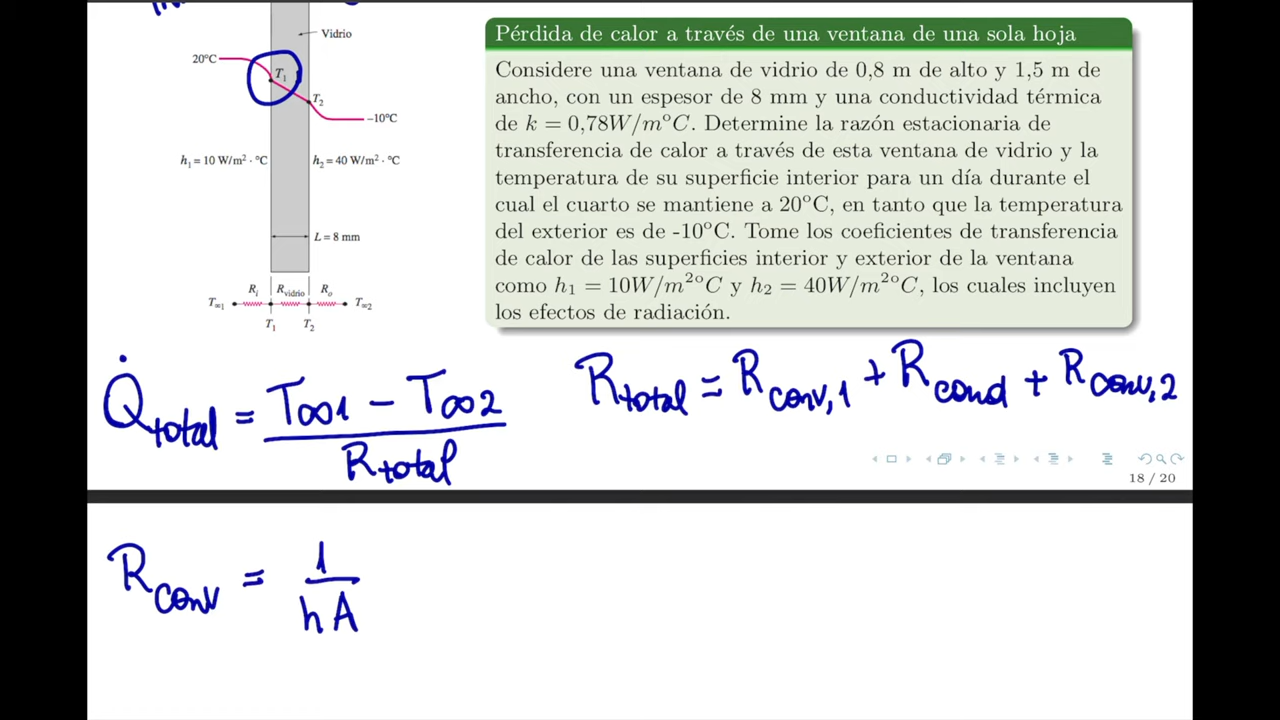 Vidrio
20°C
T1
T2
−10°C
h1 = 10 W/m² · °C
h2 = 40 W/m² · °C
L = 8 mm
Ri
Rvidrio
Ro
T∞1
T∞2
T1
T2
Pérdida de calor a través de una ventana de una sola hoja
Considere una ventana de vidrio de 0,8 m de alto y 1,5 m de
ancho, con un espesor de 8 mm y una conductividad térmica
de k = 0,78W/m°C. Determine la razón estacionaria de
transferencia de calor a través de esta ventana de vidrio y la
temperatura de su superficie interior para un día durante el
cual el cuarto se mantiene a 20°C, en tanto que la temperatura
del exterior es de -10°C. Tome los coeficientes de transferencia
de calor de las superficies interior y exterior de la ventana
como h1 = 10W/m²°C y h2 = 40W/m²°C, los cuales incluyen
los efectos de radiación.
Q̇total = T∞1 − T∞2 / Rtotal
Rtotal = Rconv,1 + Rcond + Rconv,2
18 / 20
Rconv = 1 / hA